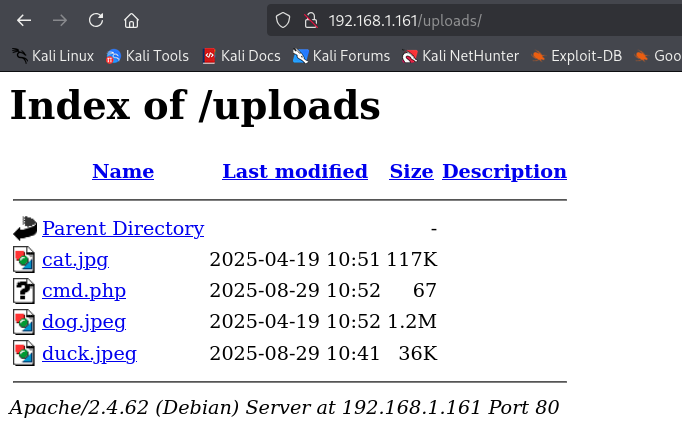 192.168.1.161/uploads/
Kali Linux Kali Tools Kali Docs Kali Forums Kali NetHunter Exploit-DB Goo
Index of /uploads
Name Last modified Size Description
Parent Directory -
cat.jpg 2025-04-19 10:51 117K
cmd.php 2025-08-29 10:52 67
dog.jpeg 2025-04-19 10:52 1.2M
duck.jpeg 2025-08-29 10:41 36K
Apache/2.4.62 (Debian) Server at 192.168.1.161 Port 80